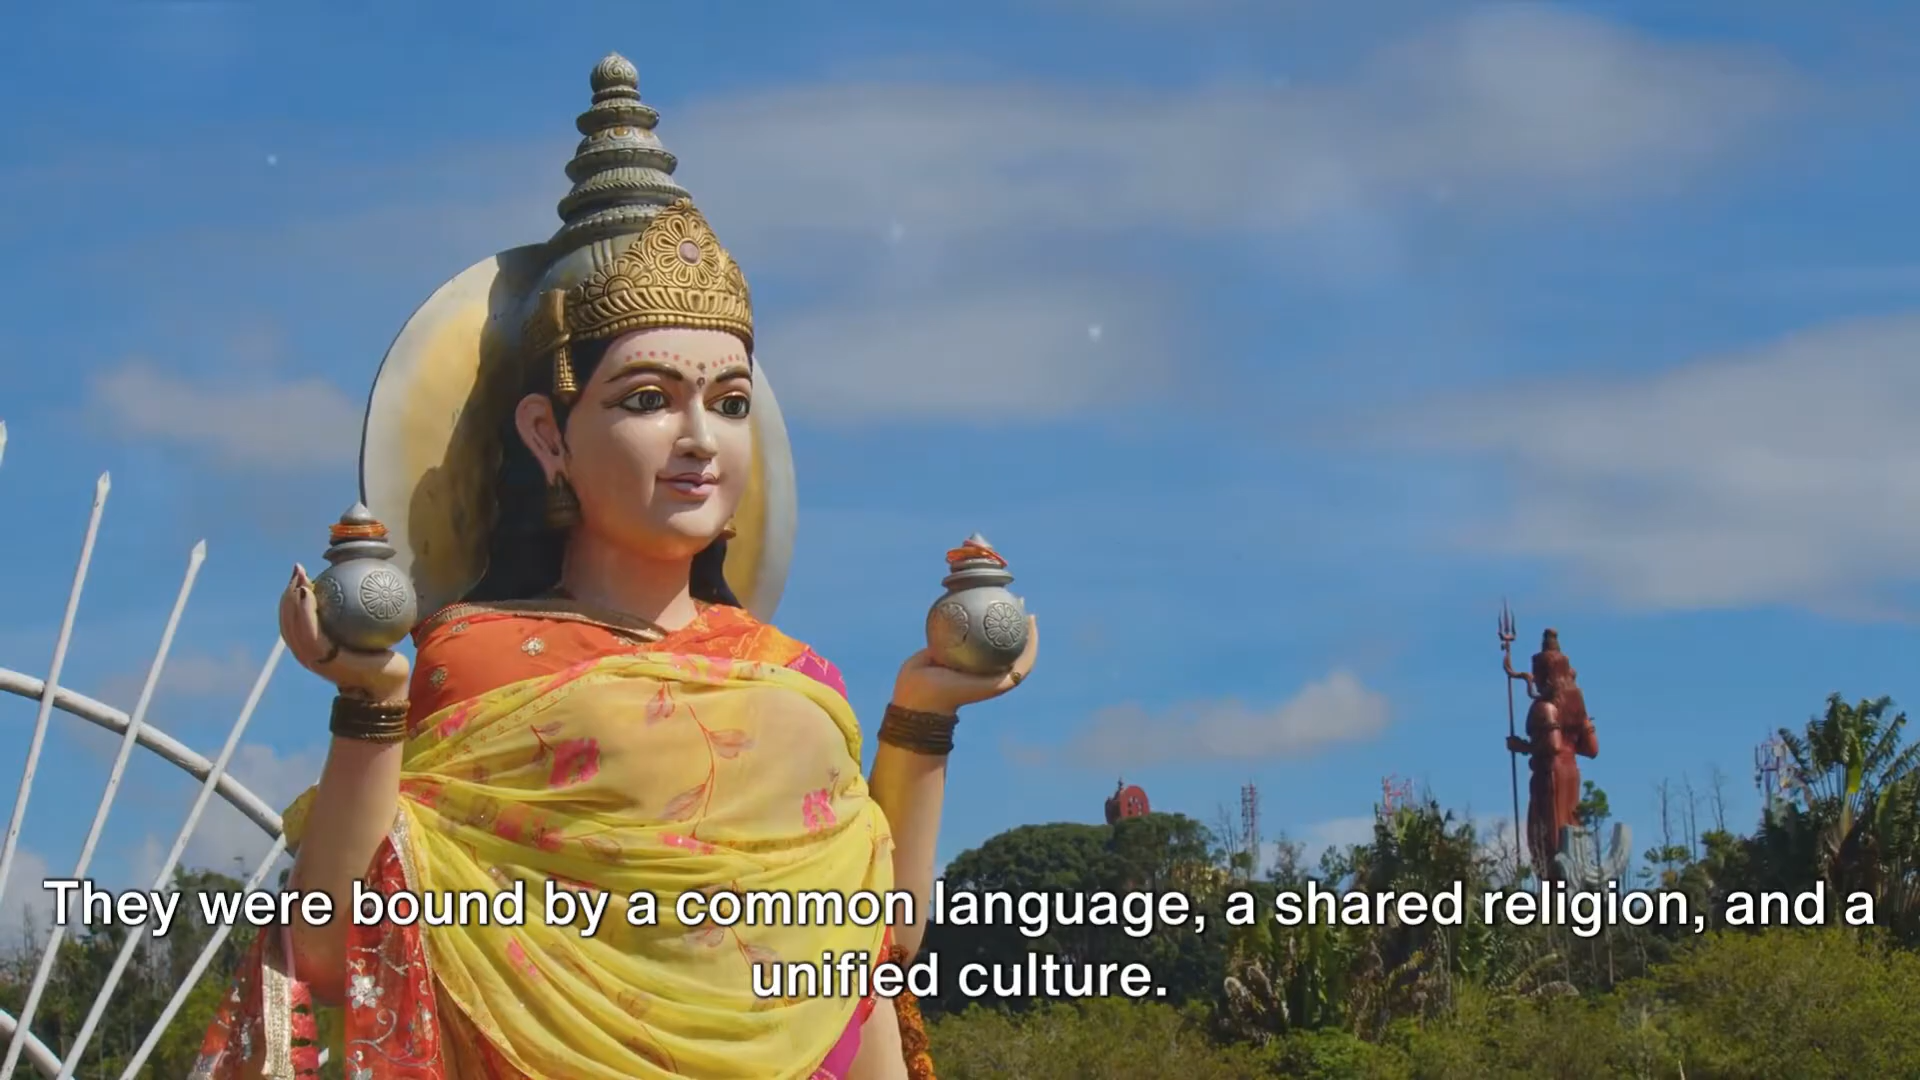 They were bound by a common language, a shared religion, and a
unified culture.